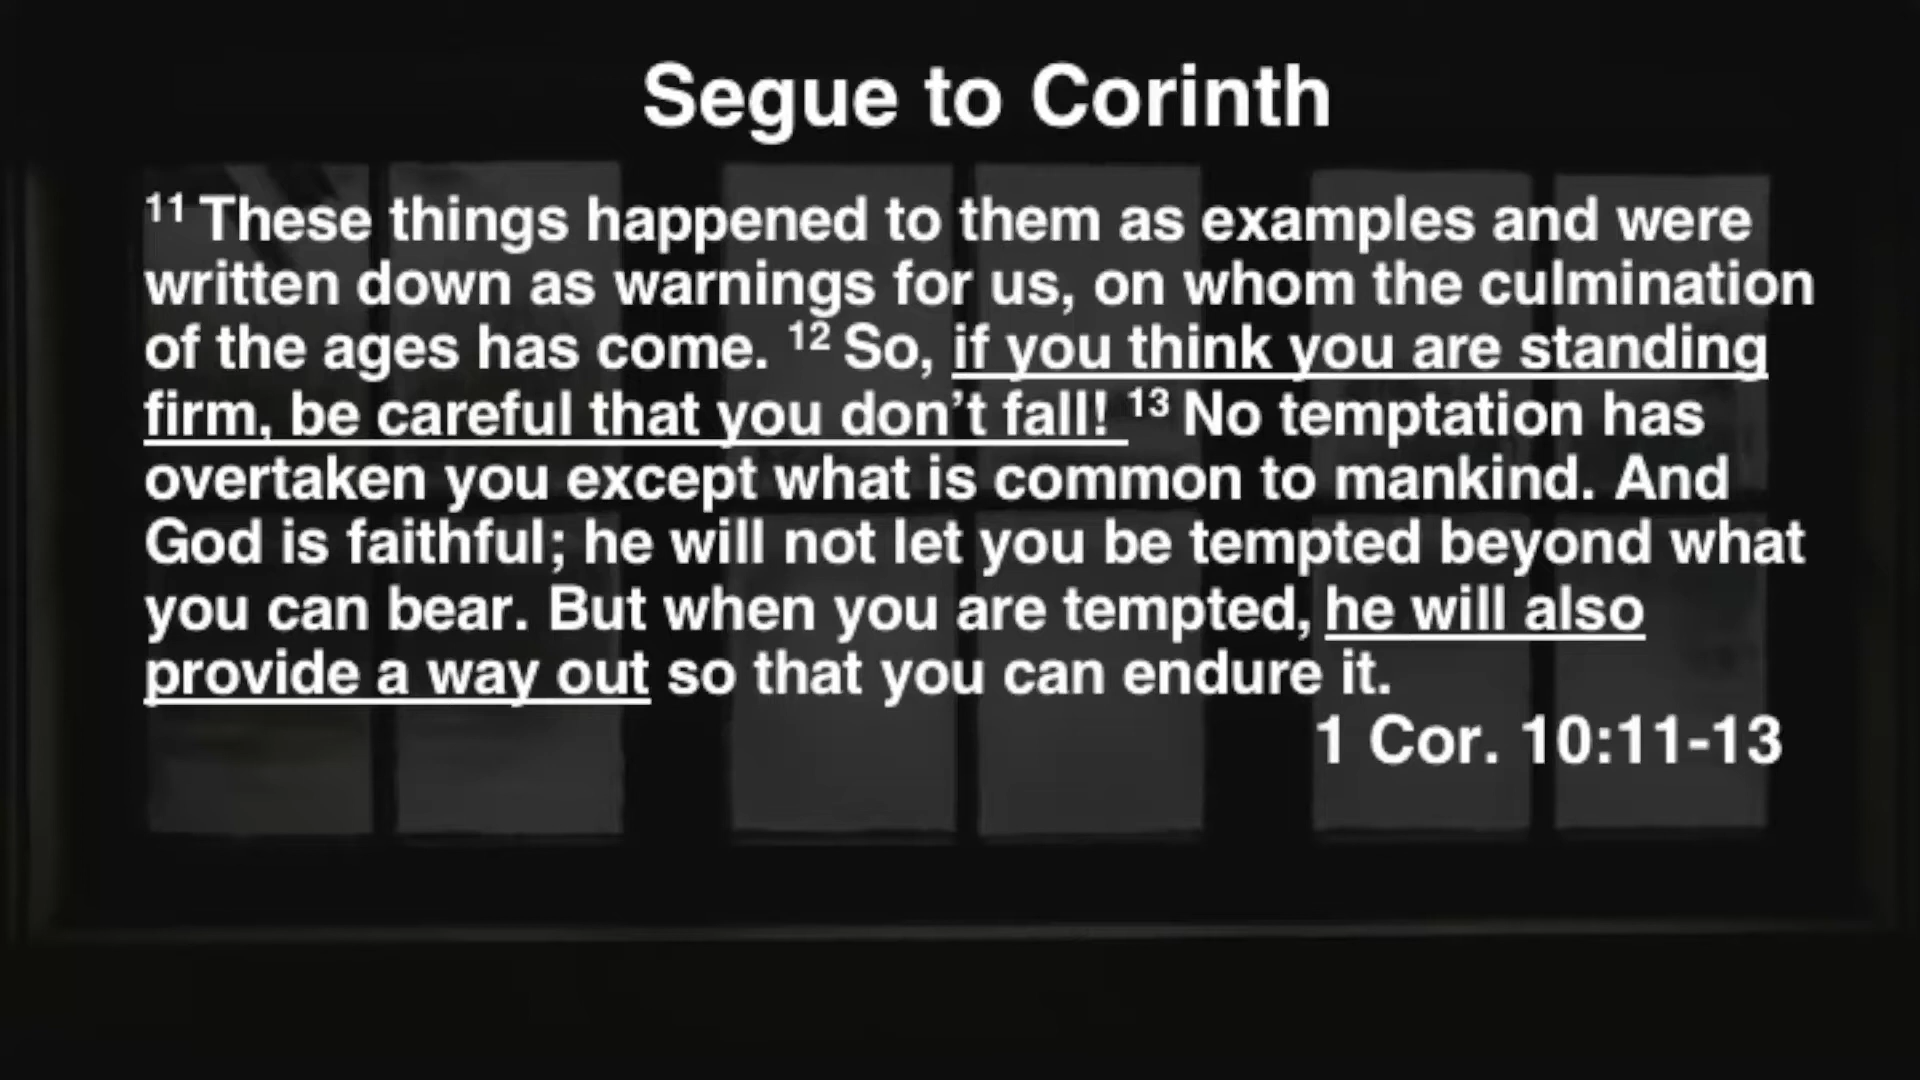 Segue to Corinth
11 These things happened to them as examples and were
written down as warnings for us, on whom the culmination
of the ages has come. 12 So, if you think you are standing
firm, be careful that you don’t fall! 13 No temptation has
overtaken you except what is common to mankind. And
God is faithful; he will not let you be tempted beyond what
you can bear. But when you are tempted, he will also
provide a way out so that you can endure it.
1 Cor. 10:11-13